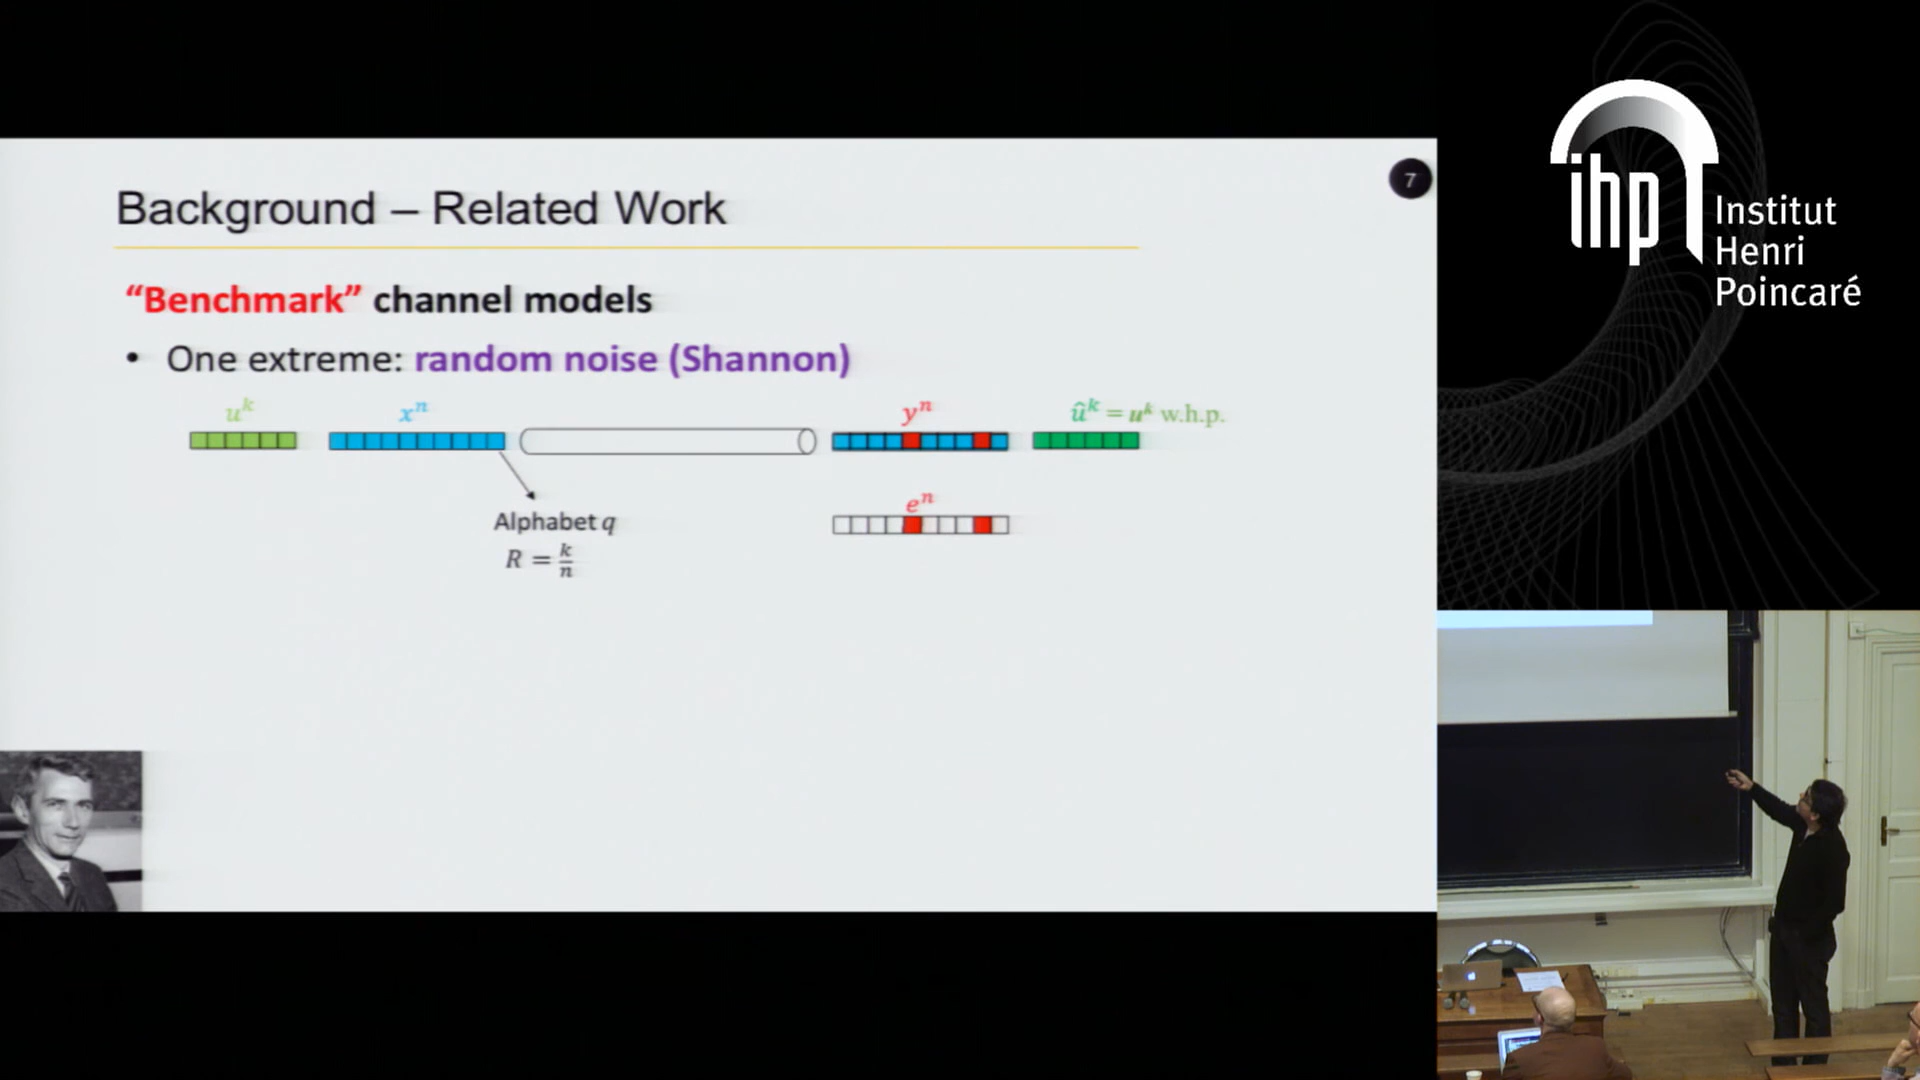 Background – Related Work
7
“Benchmark” channel models
• One extreme: random noise (Shannon)
u^k x^n y^n û^k = u^k w.h.p.
e^n
Alphabet q
R = k/n
ihp Institut
Henri
Poincaré